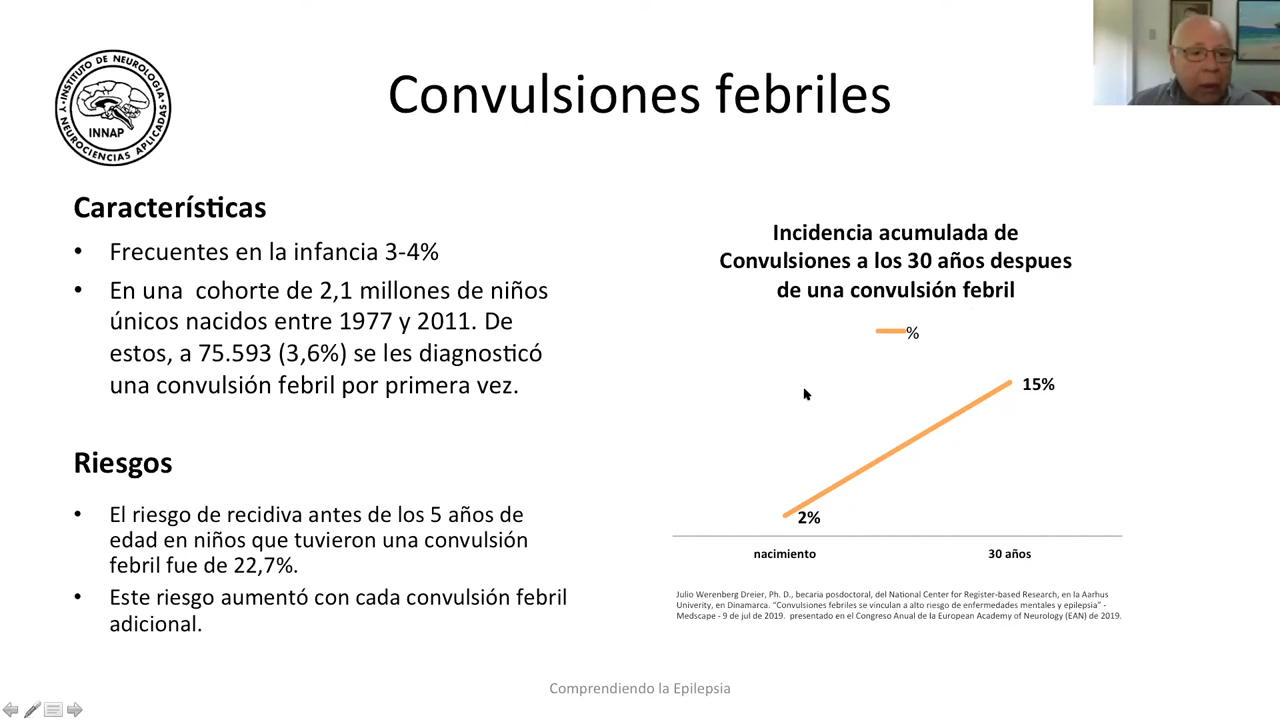 INSTITUTO DE NEUROLOGIA
Y NEUROCIENCIAS APLICADAS
INNAP
Convulsiones febriles
Características
• Frecuentes en la infancia 3-4%
• En una cohorte de 2,1 millones de niños
únicos nacidos entre 1977 y 2011. De
estos, a 75.593 (3,6%) se les diagnosticó
una convulsión febril por primera vez.
Riesgos
• El riesgo de recidiva antes de los 5 años de
edad en niños que tuvieron una convulsión
febril fue de 22,7%.
• Este riesgo aumentó con cada convulsión febril
adicional.
Incidencia acumulada de
Convulsiones a los 30 años despues
de una convulsión febril
%
15%
2%
nacimiento 30 años
Julio Werenberg Dreier, Ph. D., becaria posdoctoral, del National Center for Register-based Research, en la Aarhus
Univerity, en Dinamarca. “Convulsiones febriles se vinculan a alto riesgo de enfermedades mentales y epilepsia” -
Medscape - 9 de jul de 2019. presentado en el Congreso Anual de la European Academy of Neurology (EAN) de 2019.
Comprendiendo la Epilepsia